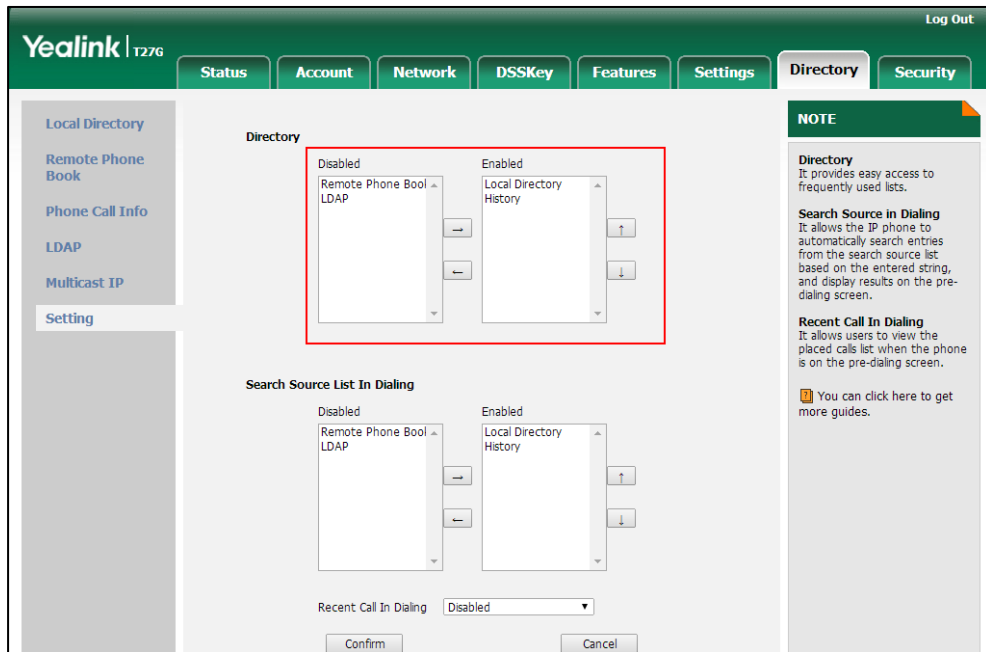 Log Out
Yealink | T27G
Status Account Network DSSKey Features Settings Directory Security
Local Directory
Remote Phone
Book
Phone Call Info
LDAP
Multicast IP
Setting
Directory
Disabled Enabled
Remote Phone Bool
LDAP
Local Directory
History
→ ↑
← ↓
Search Source List In Dialing
Disabled Enabled
Remote Phone Bool
LDAP
Local Directory
History
→ ↑
← ↓
Recent Call In Dialing Disabled
Confirm Cancel
NOTE
Directory
It provides easy access to
frequently used lists.
Search Source in Dialing
It allows the IP phone to
automatically search entries
from the search source list
based on the entered string,
and display results on the pre-
dialing screen.
Recent Call In Dialing
It allows users to view the
placed calls list when the phone
is on the pre-dialing screen.
? You can click here to get
more guides.